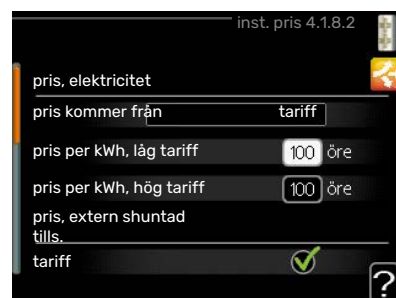 inst. pris 4.1.8.2
pris, elektricitet
pris kommer från tariff
pris per kWh, låg tariff 100 öre
pris per kWh, hög tariff 100 öre
pris, extern shuntad
tills.
tariff
?